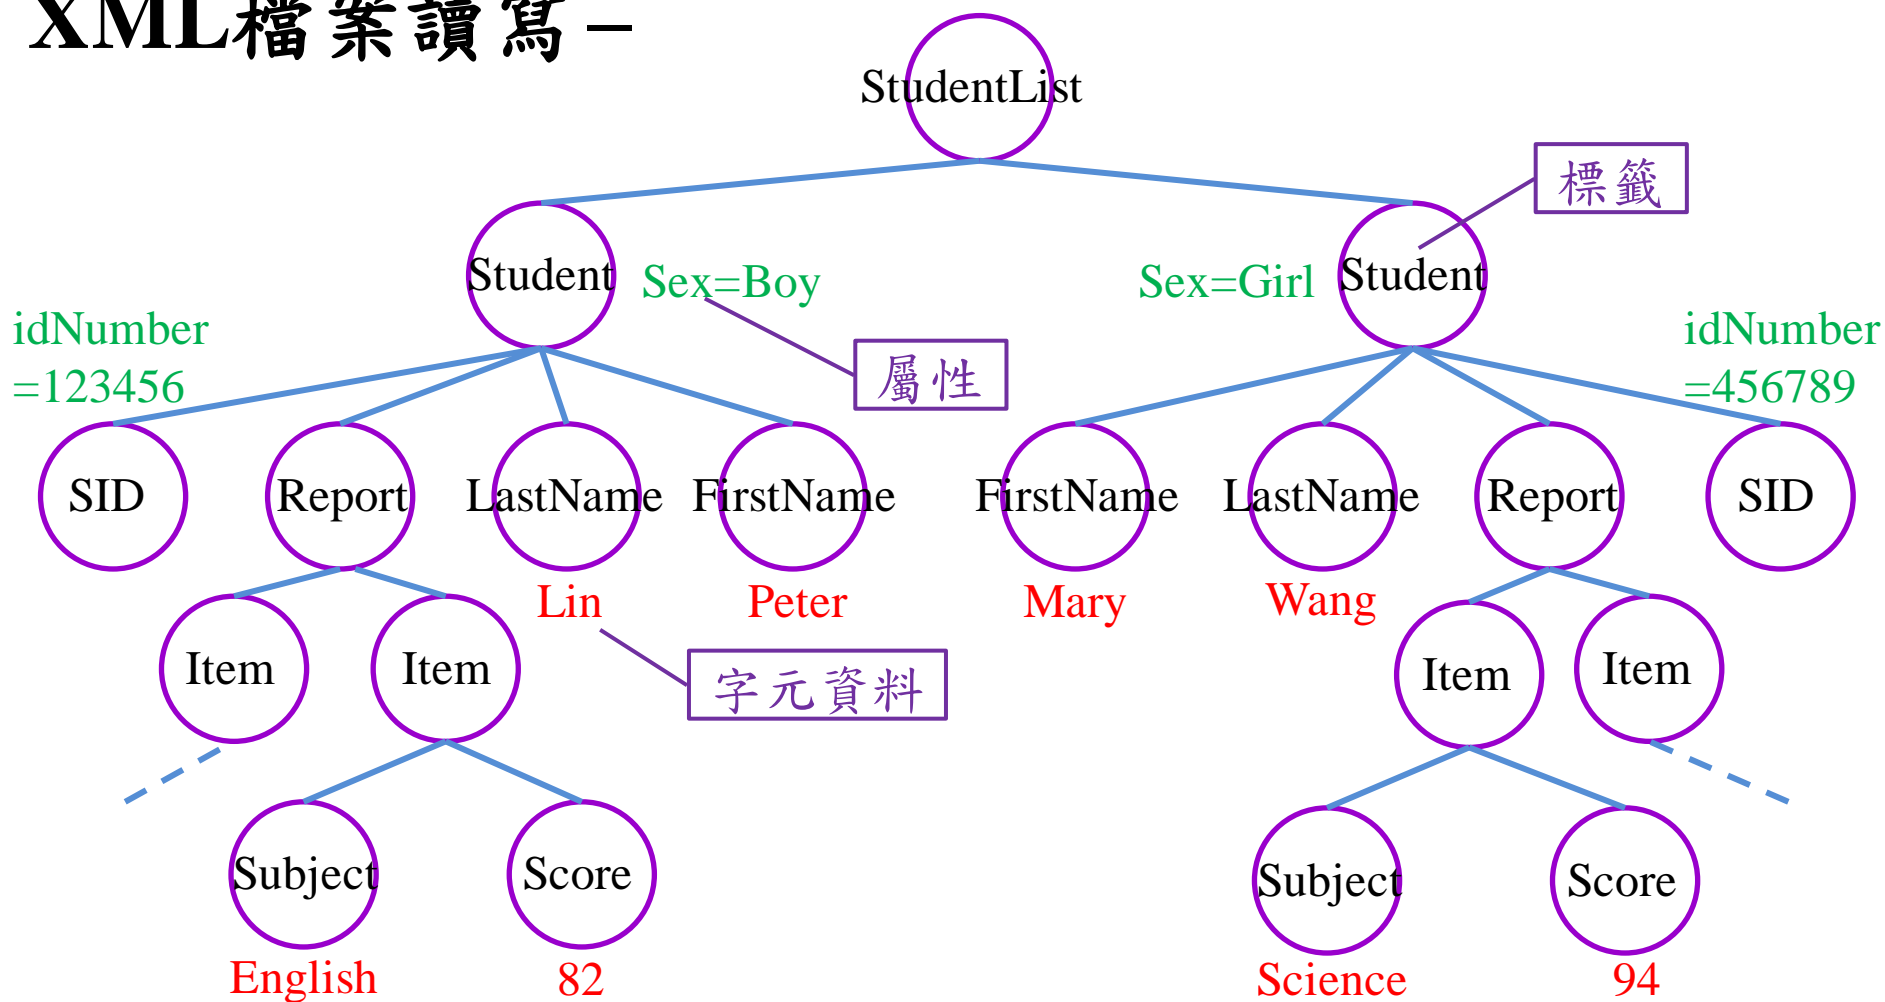 XML檔案讀寫 –
StudentList
標籤
Student
Sex=Boy
Sex=Girl
Student
idNumber
=123456
屬性
idNumber
=456789
SID
Report
LastName
FirstName
FirstName
LastName
Report
SID
Lin
Peter
Mary
Wang
Item
Item
字元資料
Item
Item
Subject
Score
Subject
Score
English
82
Science
94